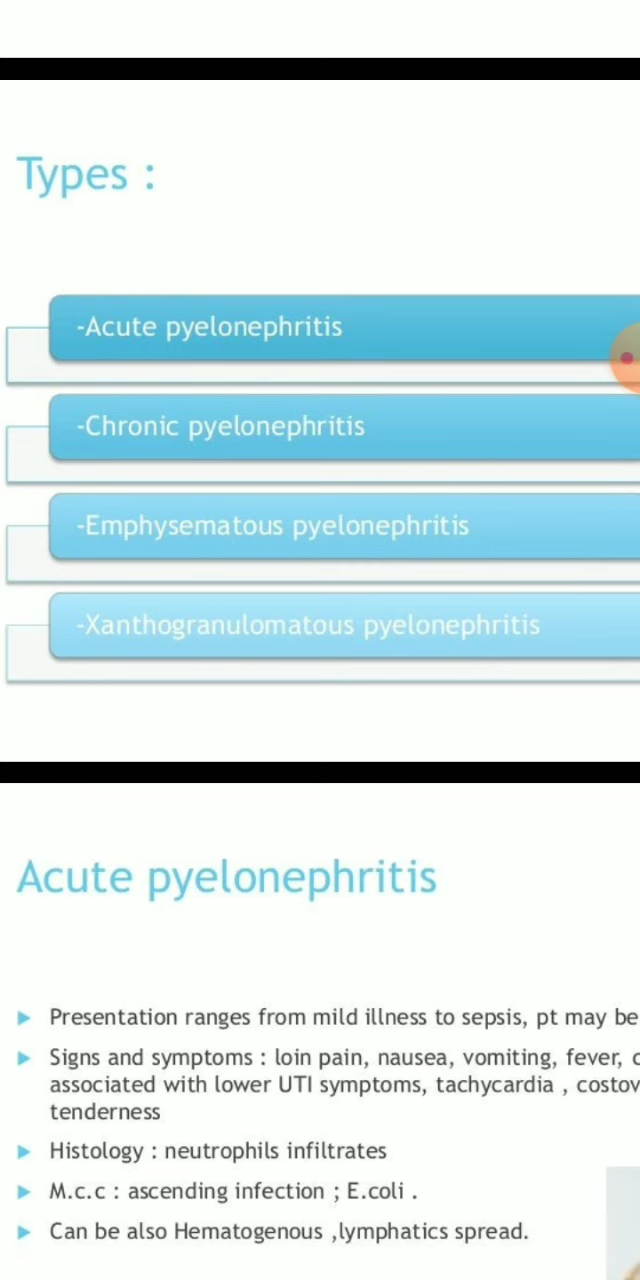 Types :
-Acute pyelonephritis
-Chronic pyelonephritis
-Emphysematous pyelonephritis
-Xanthogranulomatous pyelonephritis
Acute pyelonephritis
Presentation ranges from mild illness to sepsis, pt may be
Signs and symptoms : loin pain, nausea, vomiting, fever,
associated with lower UTI symptoms, tachycardia ,
tenderness
Histology : neutrophils infiltrates
M.c.c : ascending infection ; E.coli .
Can be also Hematogenous ,lymphatics spread.